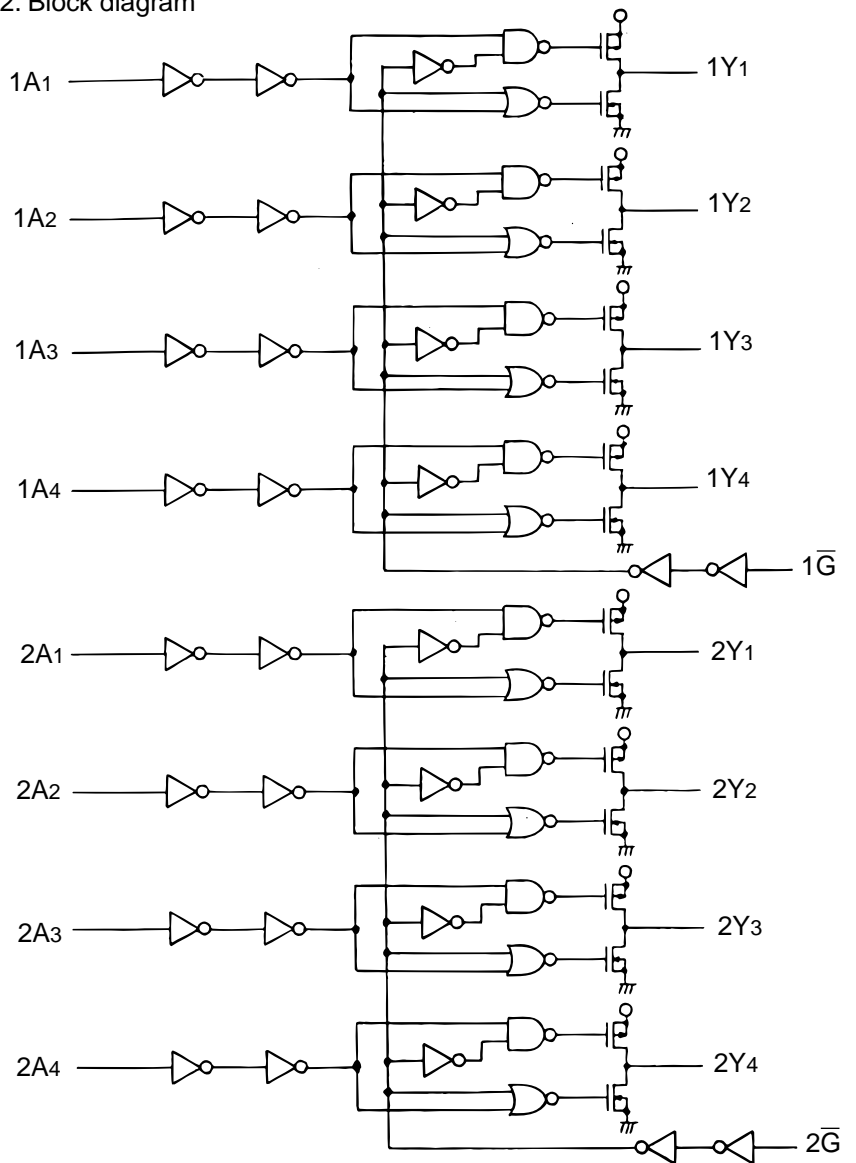 2. Block diagram
1A1 1Y1
1A2 1Y2
1A3 1Y3
1A4 1Y4
1G̅
2A1 2Y1
2A2 2Y2
2A3 2Y3
2A4 2Y4
2G̅